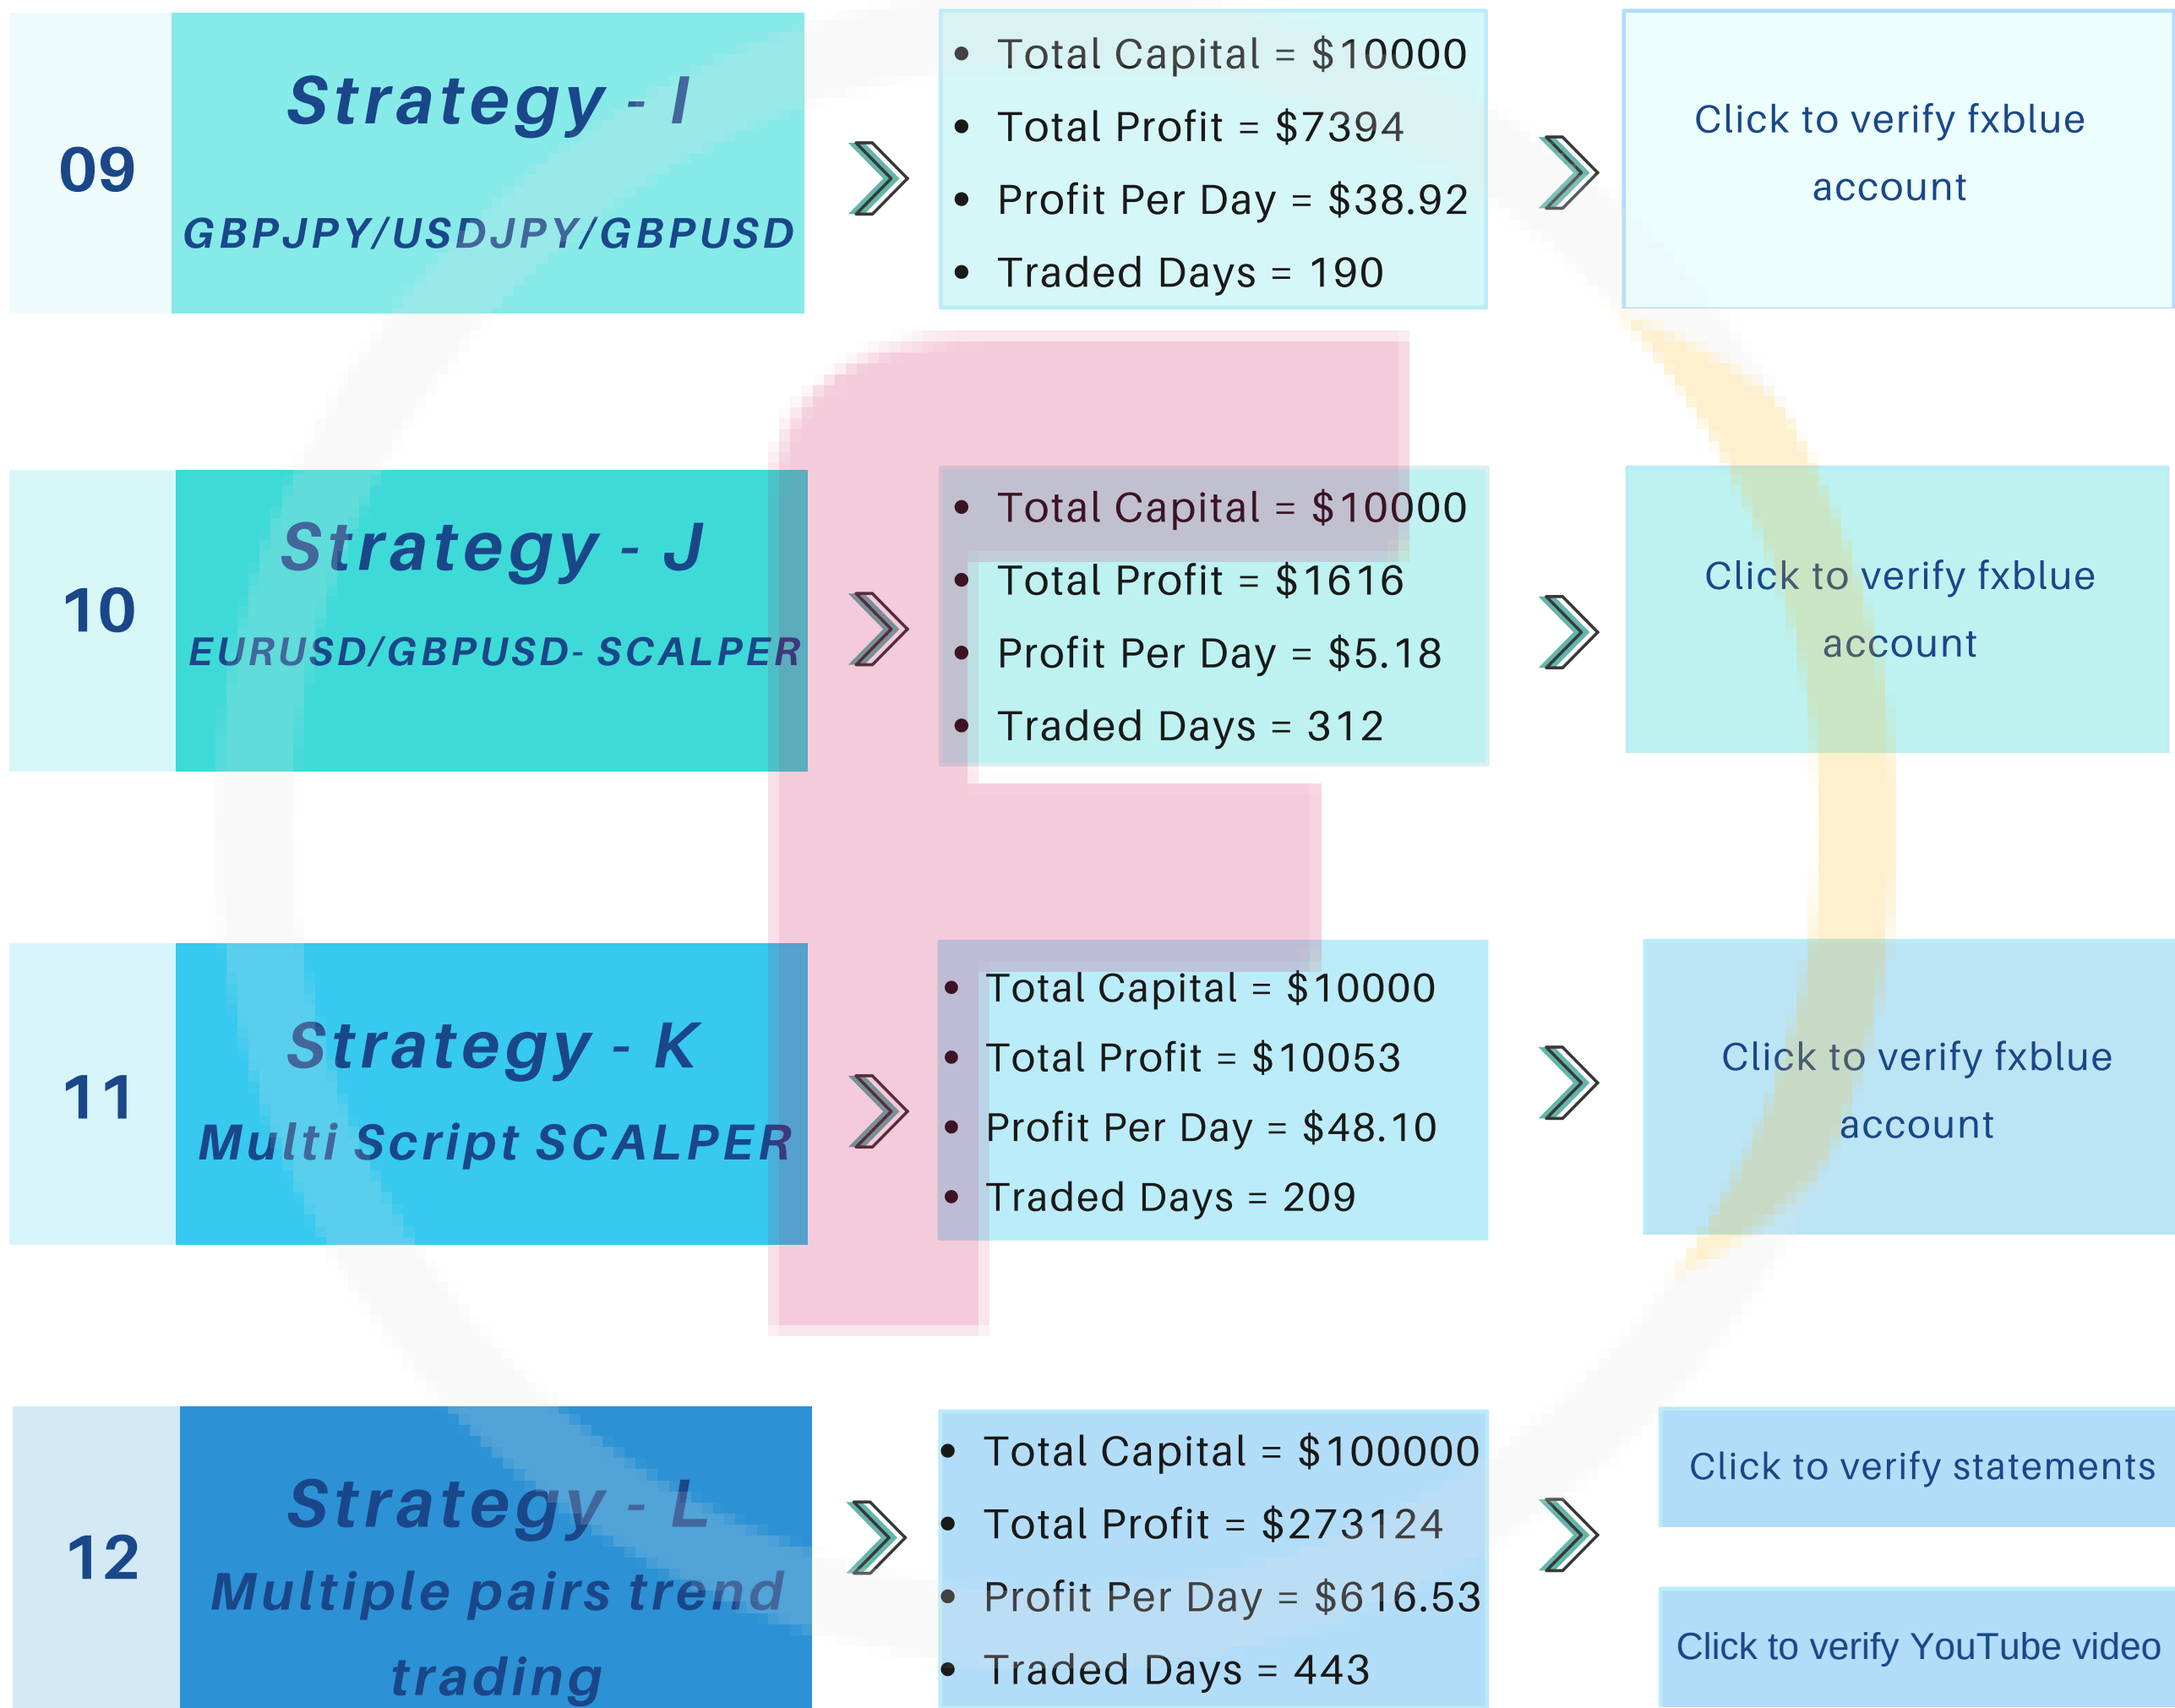 09
Strategy - I
GBPJPY/USDJPY/GBPUSD
• Total Capital = $10000
• Total Profit = $7394
• Profit Per Day = $38.92
• Traded Days = 190
Click to verify fxblue
account
10
Strategy - J
EURUSD/GBPUSD- SCALPER
• Total Capital = $10000
• Total Profit = $1616
• Profit Per Day = $5.18
• Traded Days = 312
Click to verify fxblue
account
11
Strategy - K
Multi Script SCALPER
• Total Capital = $10000
• Total Profit = $10053
• Profit Per Day = $48.10
• Traded Days = 209
Click to verify fxblue
account
12
Strategy - L
Multiple pairs trend
trading
• Total Capital = $100000
• Total Profit = $273124
• Profit Per Day = $616.53
• Traded Days = 443
Click to verify statements
Click to verify YouTube video